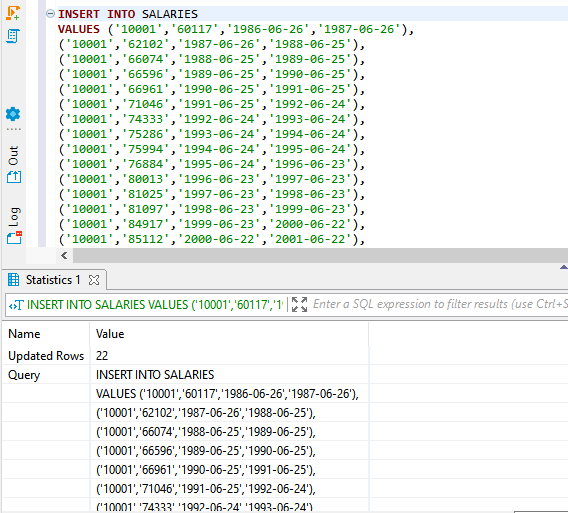 INSERT INTO SALARIES
VALUES ('10001','60117','1986-06-26','1987-06-26'),
('10001','62102','1987-06-26','1988-06-25'),
('10001','66074','1988-06-25','1989-06-25'),
('10001','66596','1989-06-25','1990-06-25'),
('10001','66961','1990-06-25','1991-06-25'),
('10001','71046','1991-06-25','1992-06-24'),
('10001','74333','1992-06-24','1993-06-24'),
('10001','75286','1993-06-24','1994-06-24'),
('10001','75994','1994-06-24','1995-06-24'),
('10001','76884','1995-06-24','1996-06-23'),
('10001','80013','1996-06-23','1997-06-23'),
('10001','81025','1997-06-23','1998-06-23'),
('10001','81097','1998-06-23','1999-06-23'),
('10001','84917','1999-06-23','2000-06-22'),
('10001','85112','2000-06-22','2001-06-22'),
Out
Log
Statistics 1
INSERT INTO SALARIES VALUES ('10001','60117','1 Enter a SQL expression to filter results (use Ctrl+S
Name Value
Updated Rows 22
Query INSERT INTO SALARIES
VALUES ('10001','60117','1986-06-26','1987-06-26'),
('10001','62102','1987-06-26','1988-06-25'),
('10001','66074','1988-06-25','1989-06-25'),
('10001','66596','1989-06-25','1990-06-25'),
('10001','66961','1990-06-25','1991-06-25'),
('10001','71046','1991-06-25','1992-06-24'),
('10001','74333','1992-06-24','1993-06-24')